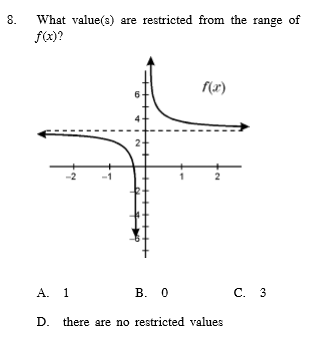 8. What value(s) are restricted from the range of
f(x)?
f(x)
6
4
2
-2 -1 1 2
-2
-4
-6
A. 1 B. 0 C. 3
D. there are no restricted values